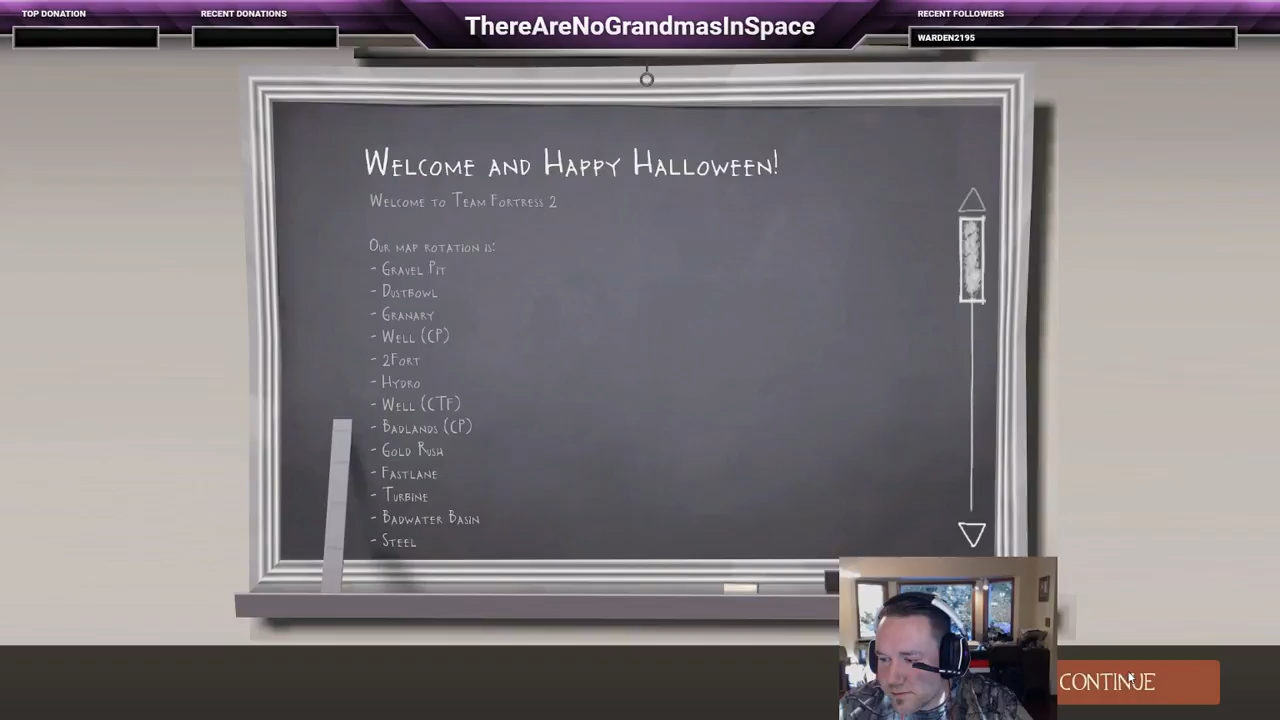 TOP DONATION
RECENT DONATIONS
ThereAreNoGrandmasInSpace
RECENT FOLLOWERS
WARDEN2195
Welcome and Happy Halloween!
Welcome to Team Fortress 2
Our map rotation is:
- Gravel Pit
- Dustbowl
- Granary
- Well (CP)
- 2Fort
- Hydro
- Well (CTF)
- Badlands (CP)
- Gold Rush
- Fastlane
- Turbine
- Badwater Basin
- Steel
CONTINUE